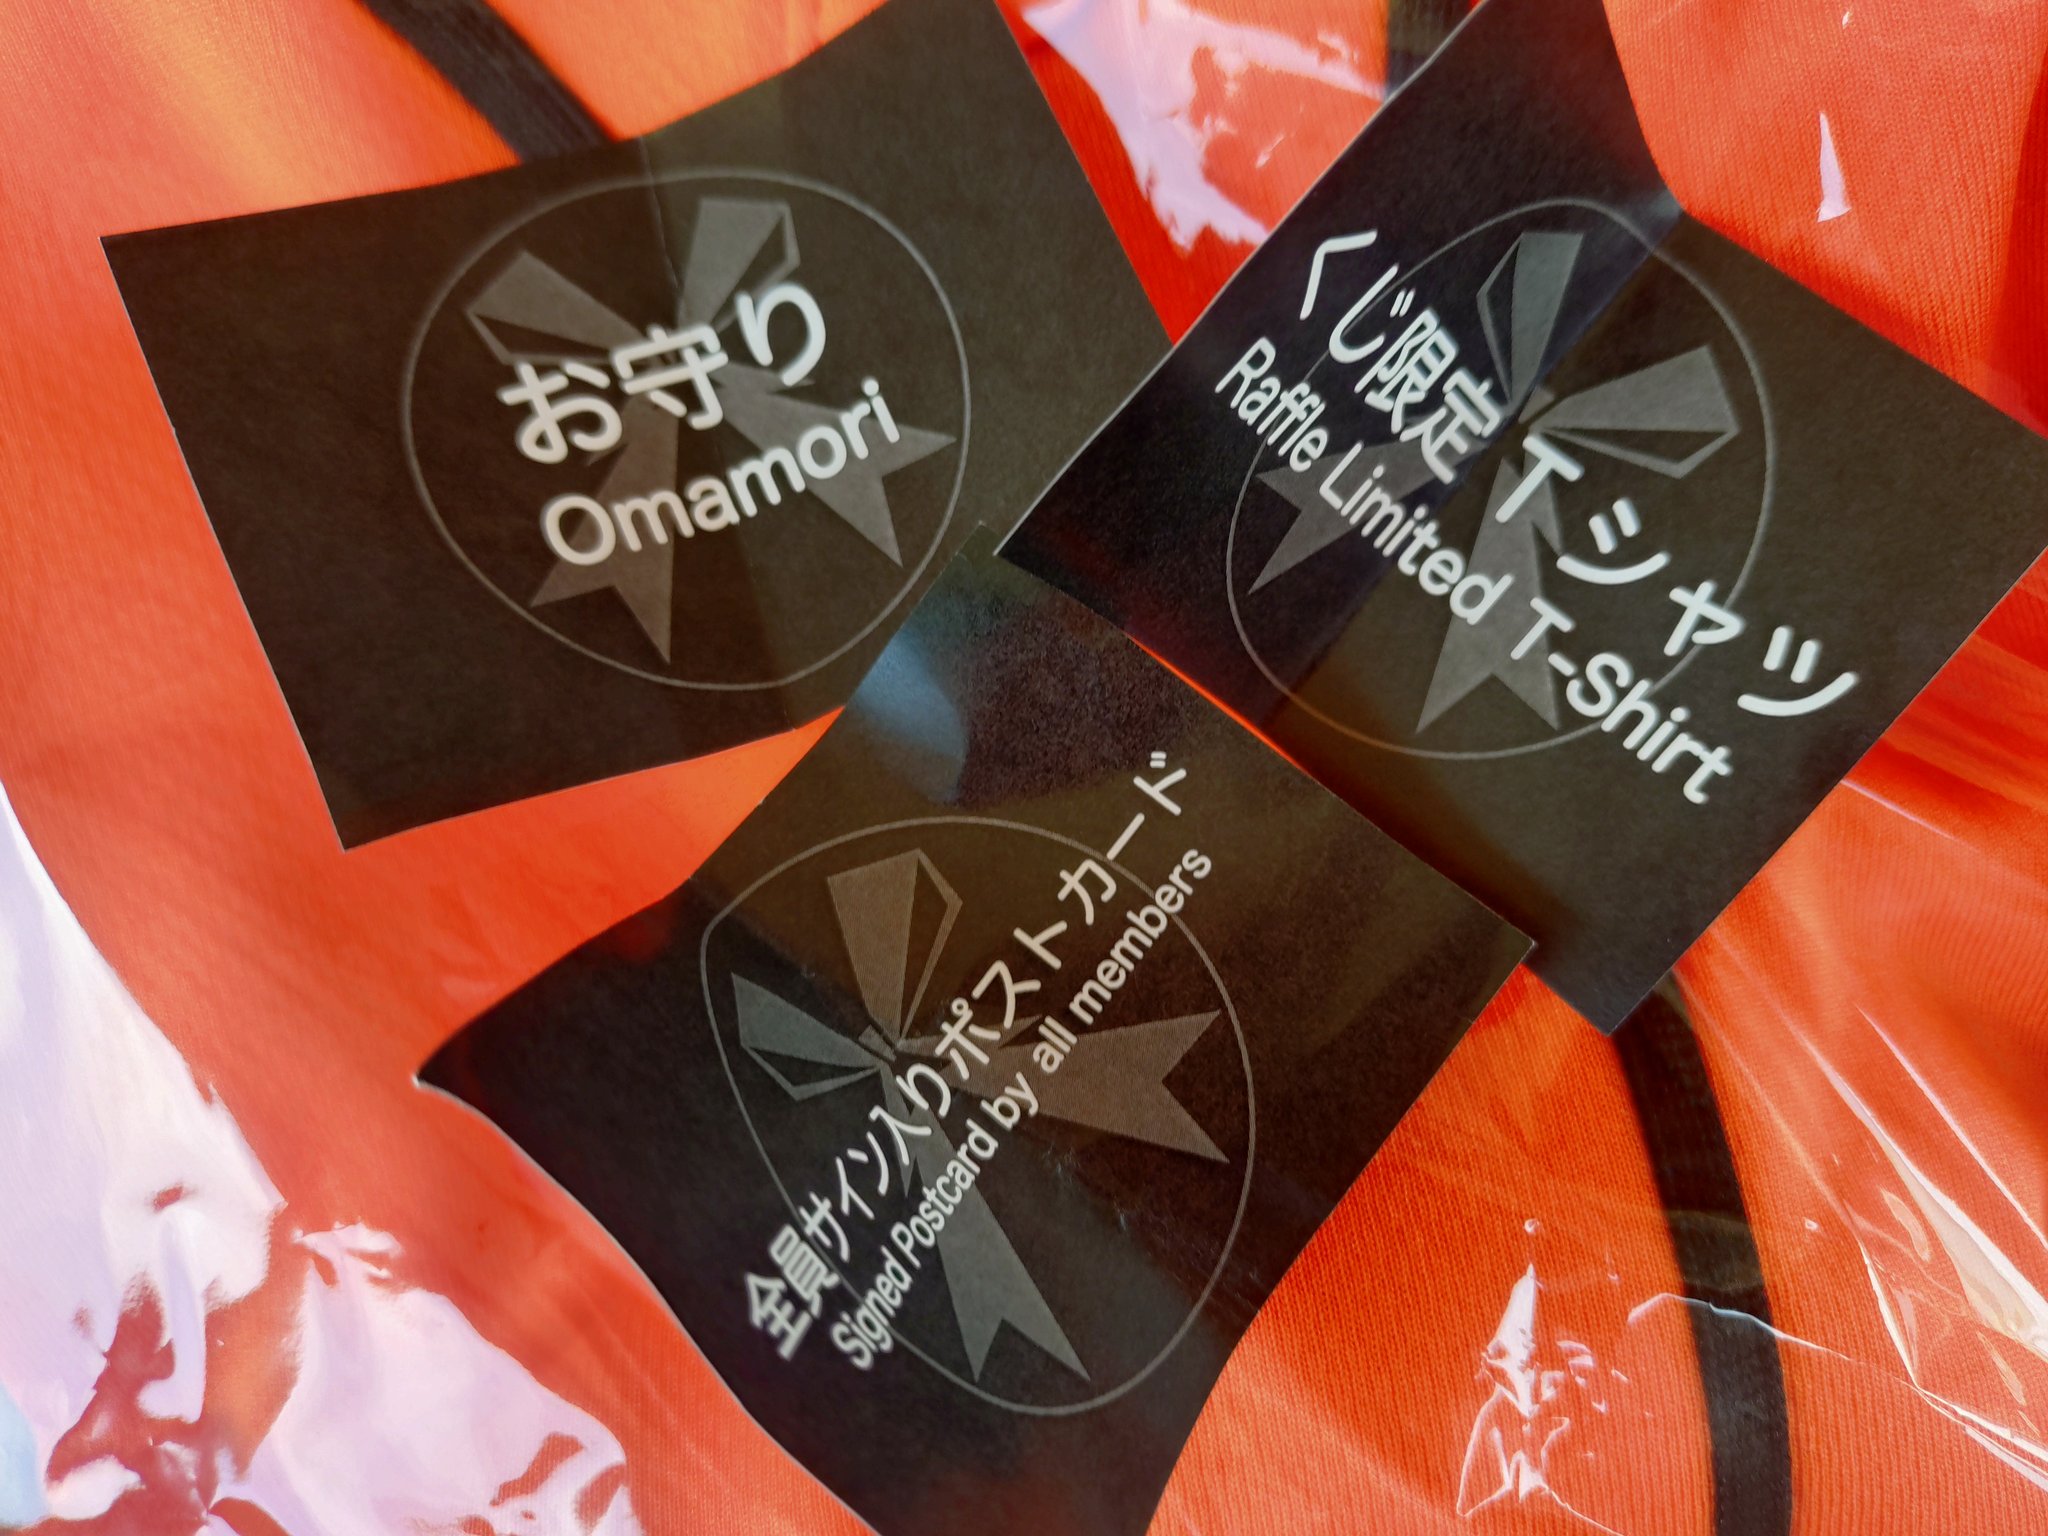 お守り
Omamori
くじ限定 Tシャツ
Raffle Limited T-Shirt
全員サイン入りポストカード
Signed Postcard by all members